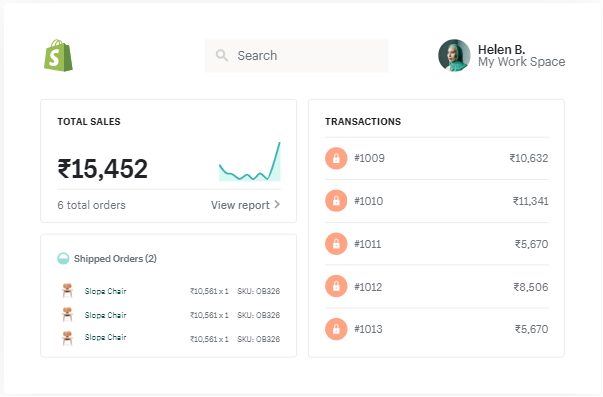 Search
Helen B.
My Work Space
TOTAL SALES
₹15,452
6 total orders
View report
Shipped Orders (2)
Slope Chair ₹10,561 x 1 SKU: OB326
Slope Chair ₹10,561 x 1 SKU: OB326
Slope Chair ₹10,561 x 1 SKU: OB326
TRANSACTIONS
#1009 ₹10,632
#1010 ₹11,341
#1011 ₹5,670
#1012 ₹8,506
#1013 ₹5,670